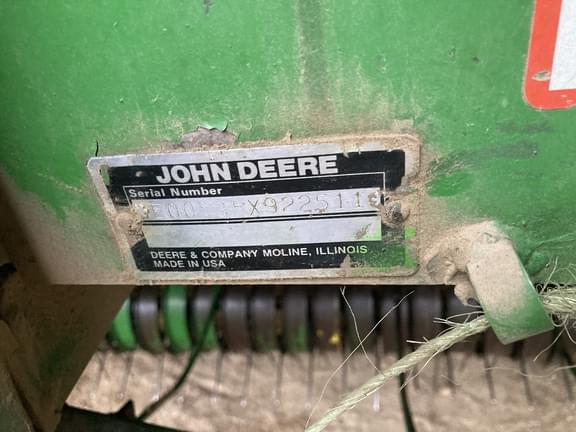 JOHN DEERE
Serial Number
DEERE & COMPANY MOLINE, ILLINOIS
MADE IN USA